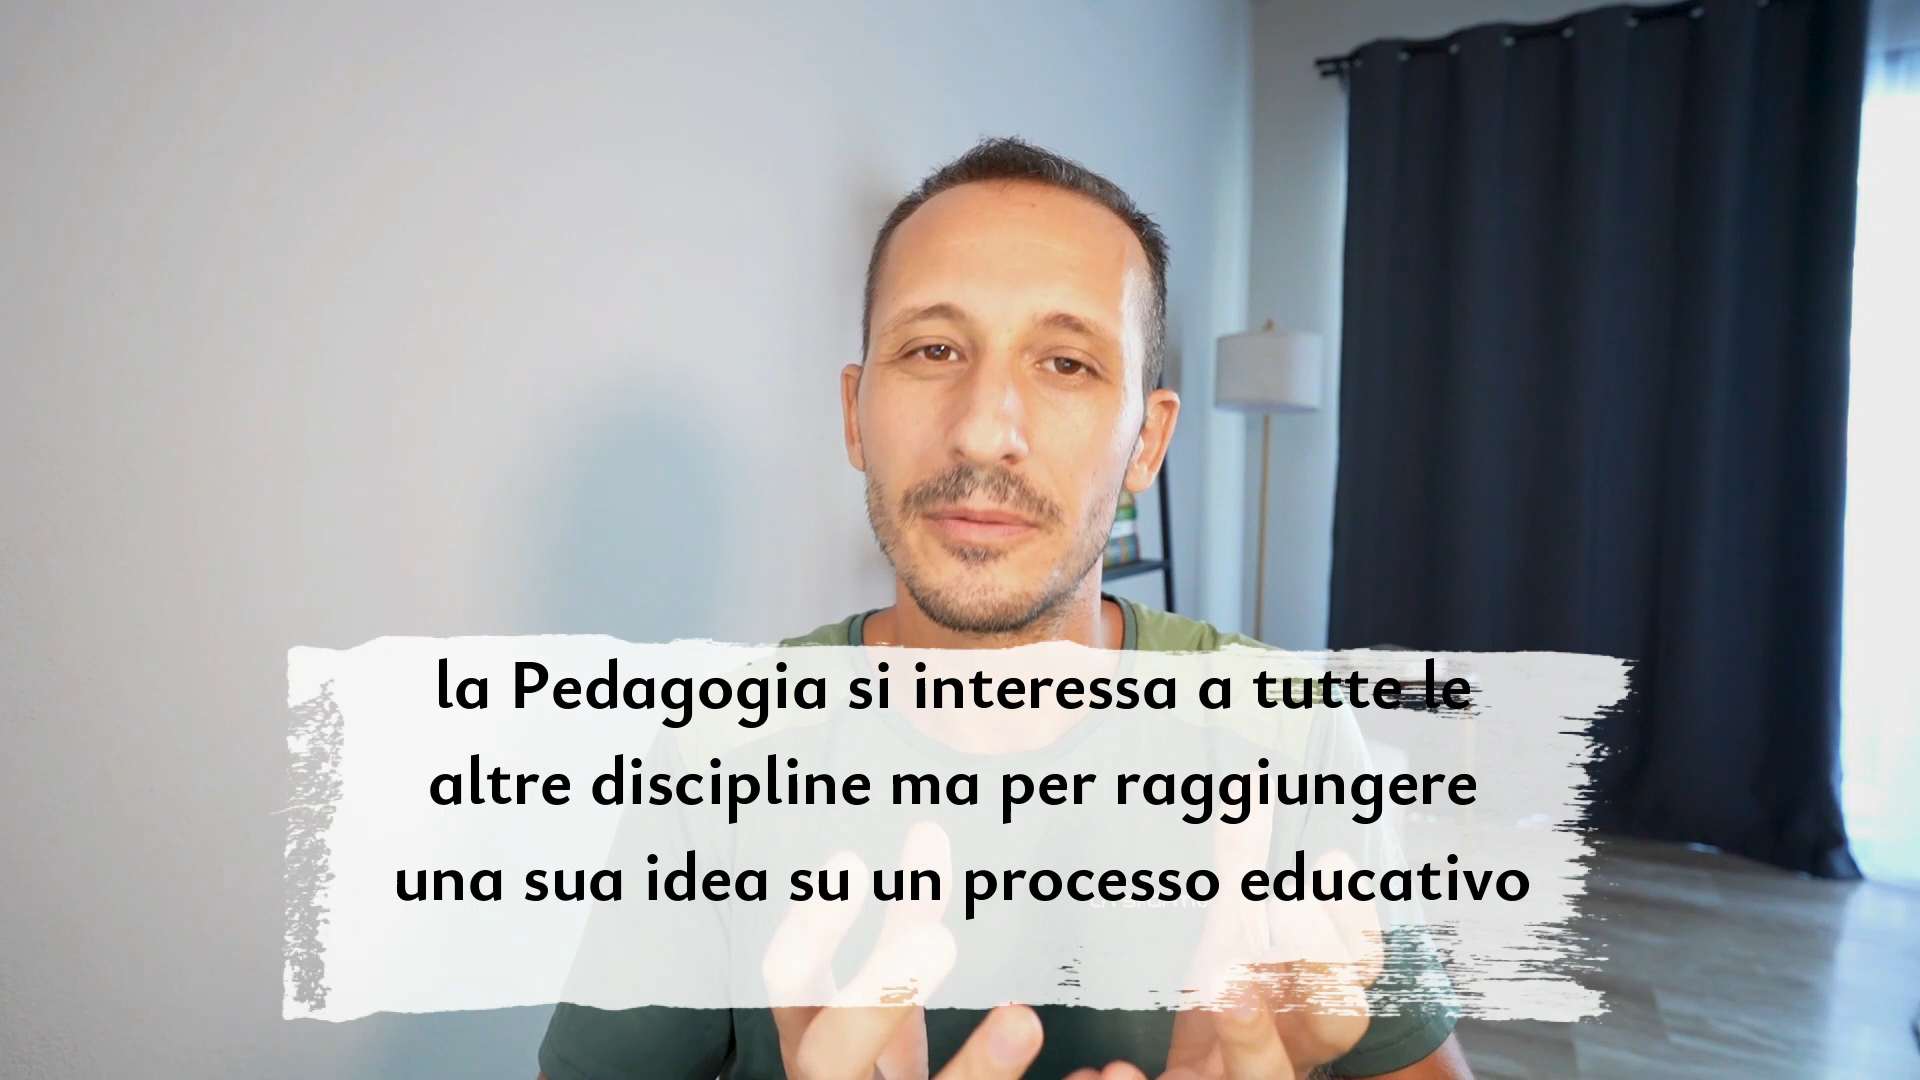 la Pedagogia si interessa a tutte le
altre discipline ma per raggiungere
una sua idea su un processo educativo